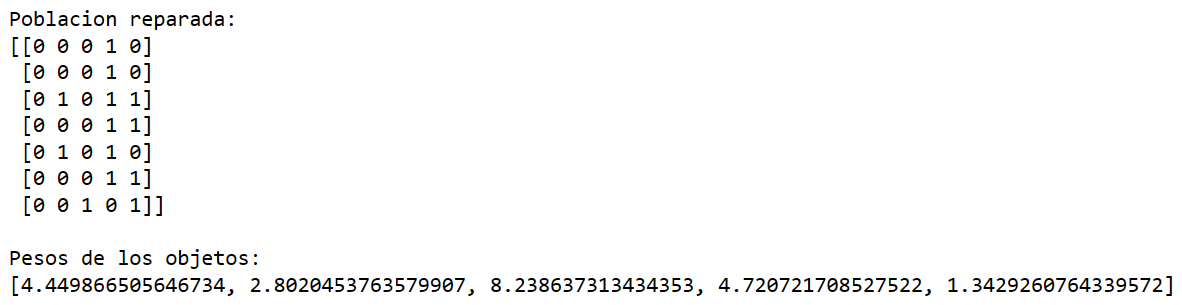 Poblacion reparada:
[[0 0 0 1 0]
[0 0 0 1 0]
[0 1 0 1 1]
[0 0 0 1 1]
[0 1 0 1 0]
[0 0 0 1 1]
[0 0 1 0 1]]
Pesos de los objetos:
[4.449866505646734, 2.8020453763579907, 8.238637313434353, 4.720721708527522, 1.3429260764339572]